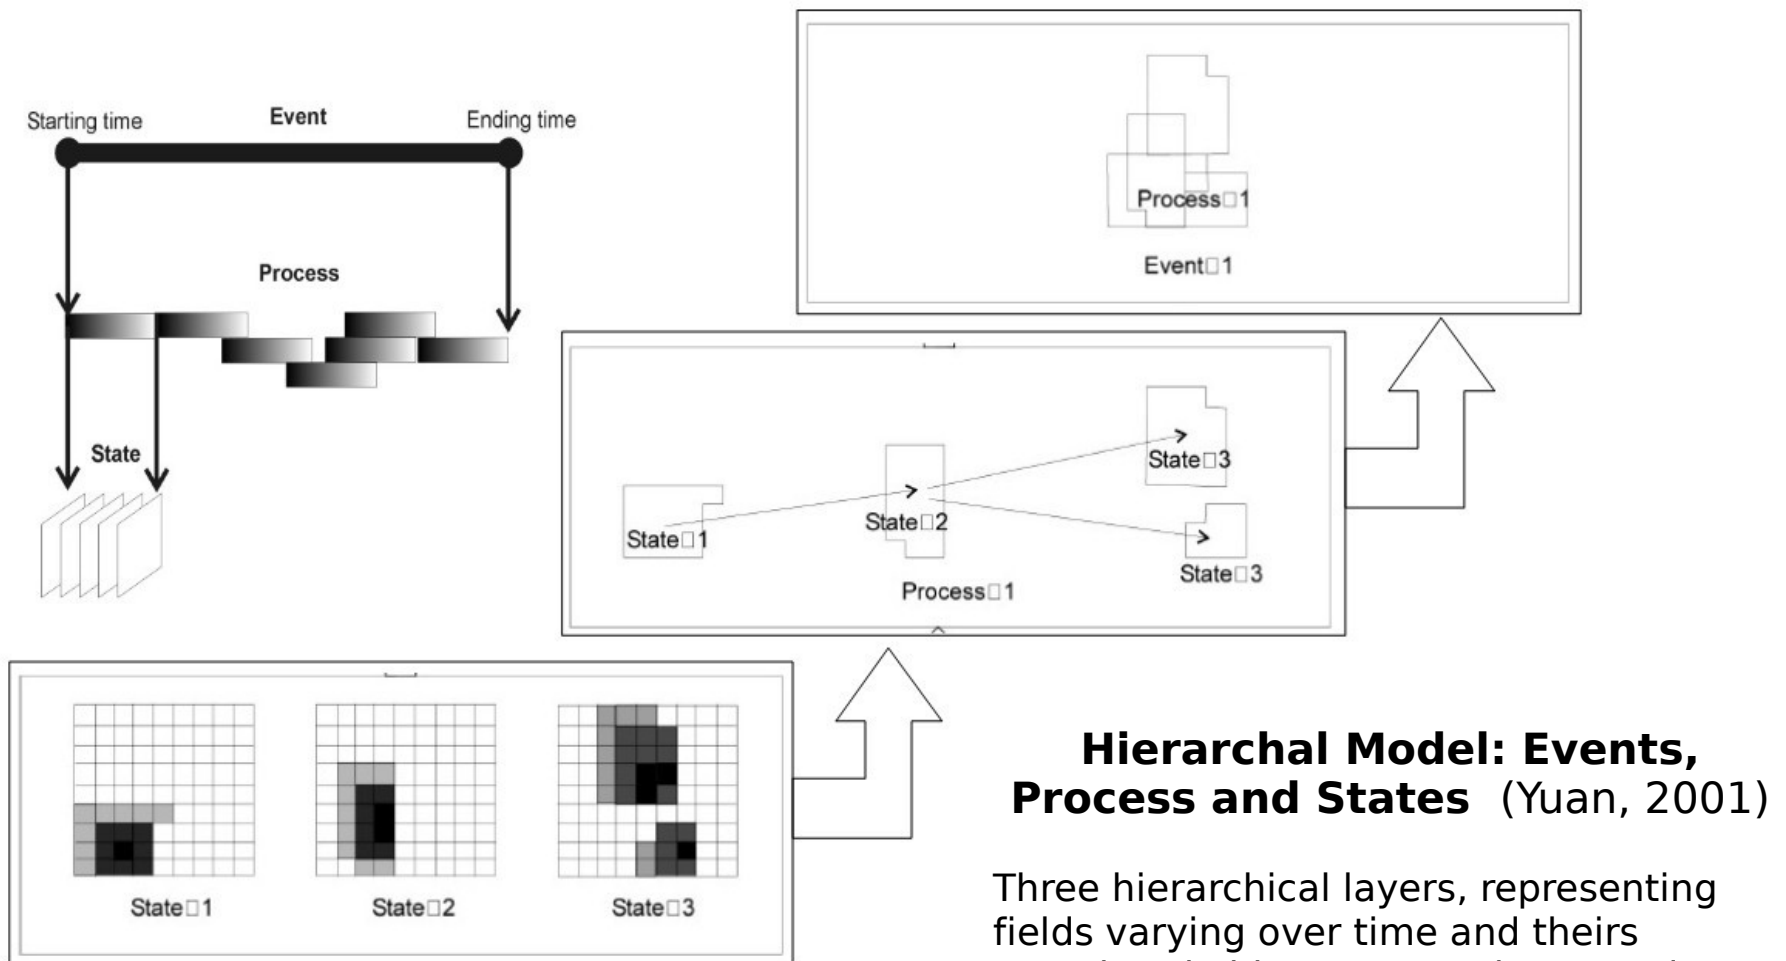 Starting time
Event
Ending time
Process
State
Process□1
Event□1
State□1
State□2
State□3
State□3
Process□1
State□1
State□2
State□3
Hierarchal Model: Events,
Process and States (Yuan, 2001)
Three hierarchical layers, representing
fields varying over time and theirs